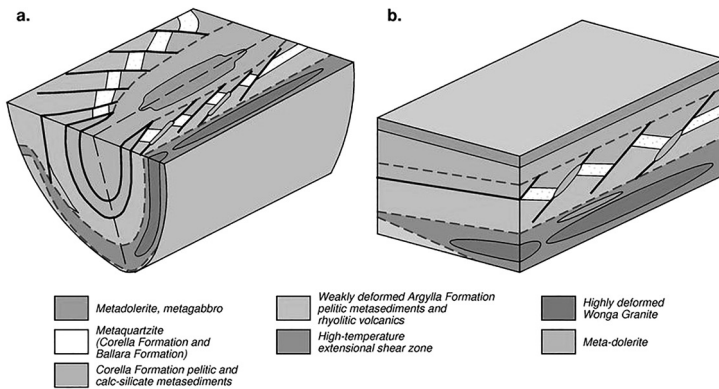 a.
b.
Metadolerite, metagabbro
Metaquartzite
(Corella Formation and
Ballara Formation)
Corella Formation pelitic and
calc-silicate metasediments
Weakly deformed Argylla Formation
pelitic metasediments and
rhyolitic volcanics
High-temperature
extensional shear zone
Highly deformed
Wonga Granite
Meta-dolerite